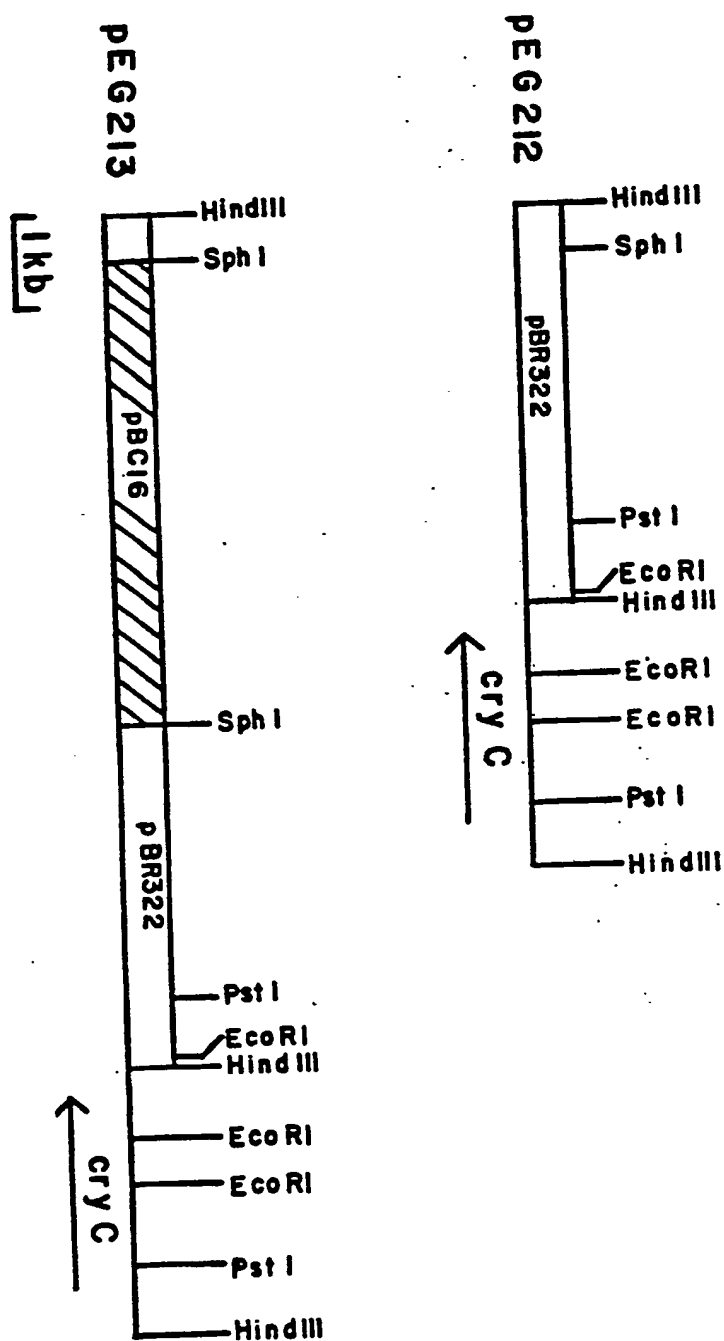 pEG212
HindIII
SphI
pBR322
PstI
EcoRI
HindIII
EcoRI
EcoRI
PstI
HindIII
cryC
pEG213
HindIII
SphI
pBC16
SphI
pBR322
PstI
EcoRI
HindIII
EcoRI
EcoRI
PstI
HindIII
cryC
1kb